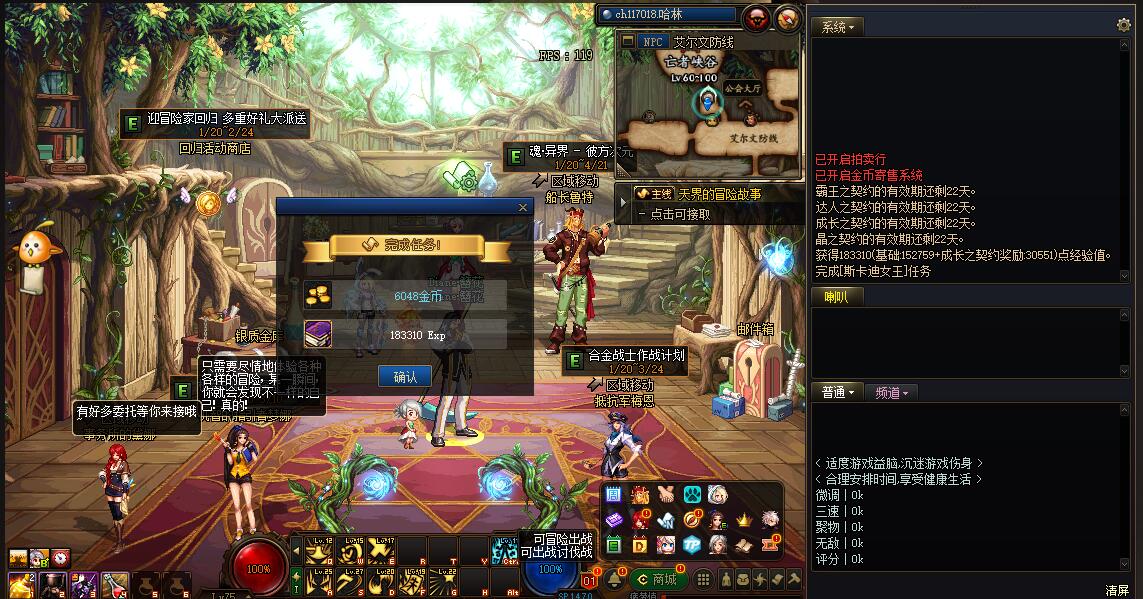 ch117018.哈林
FPS : 119
NPC 艾尔文防线
亡者峡谷
Lv60~100
公会大厅
艾尔文防线
主线 天界的冒险故事
- 点击可接取
迎冒险家回归 多重好礼大派送
1/20~2/24
回归活动商店
魂·异界 - 彼方次元
1/20~4/21
区域移动
船长鲁特
完成任务!
6048金币
183310 Exp
确认
邮件箱
合金战士作战计划
1/20~3/24
区域移动
抵抗军梅恩
有好多委托等你来接哦
可冒险出战
可出战讨伐战
100%
100%
商城
Lv75
系统
已开启拍卖行
已开启金币寄售系统
霸王之契约的有效期还剩22天。
达人之契约的有效期还剩22天。
成长之契约的有效期还剩22天。
晶之契约的有效期还剩22天。
获得183310(基础:152759+成长之契约奖励:30551)点经验值。
完成[斯卡迪女王]任务
喇叭
普通 频道
< 适度游戏益脑,沉迷游戏伤身 >
< 合理安排时间,享受健康生活 >
微调 | Ok
三速 | Ok
聚物 | Ok
无敌 | Ok
评分 | Ok
清屏